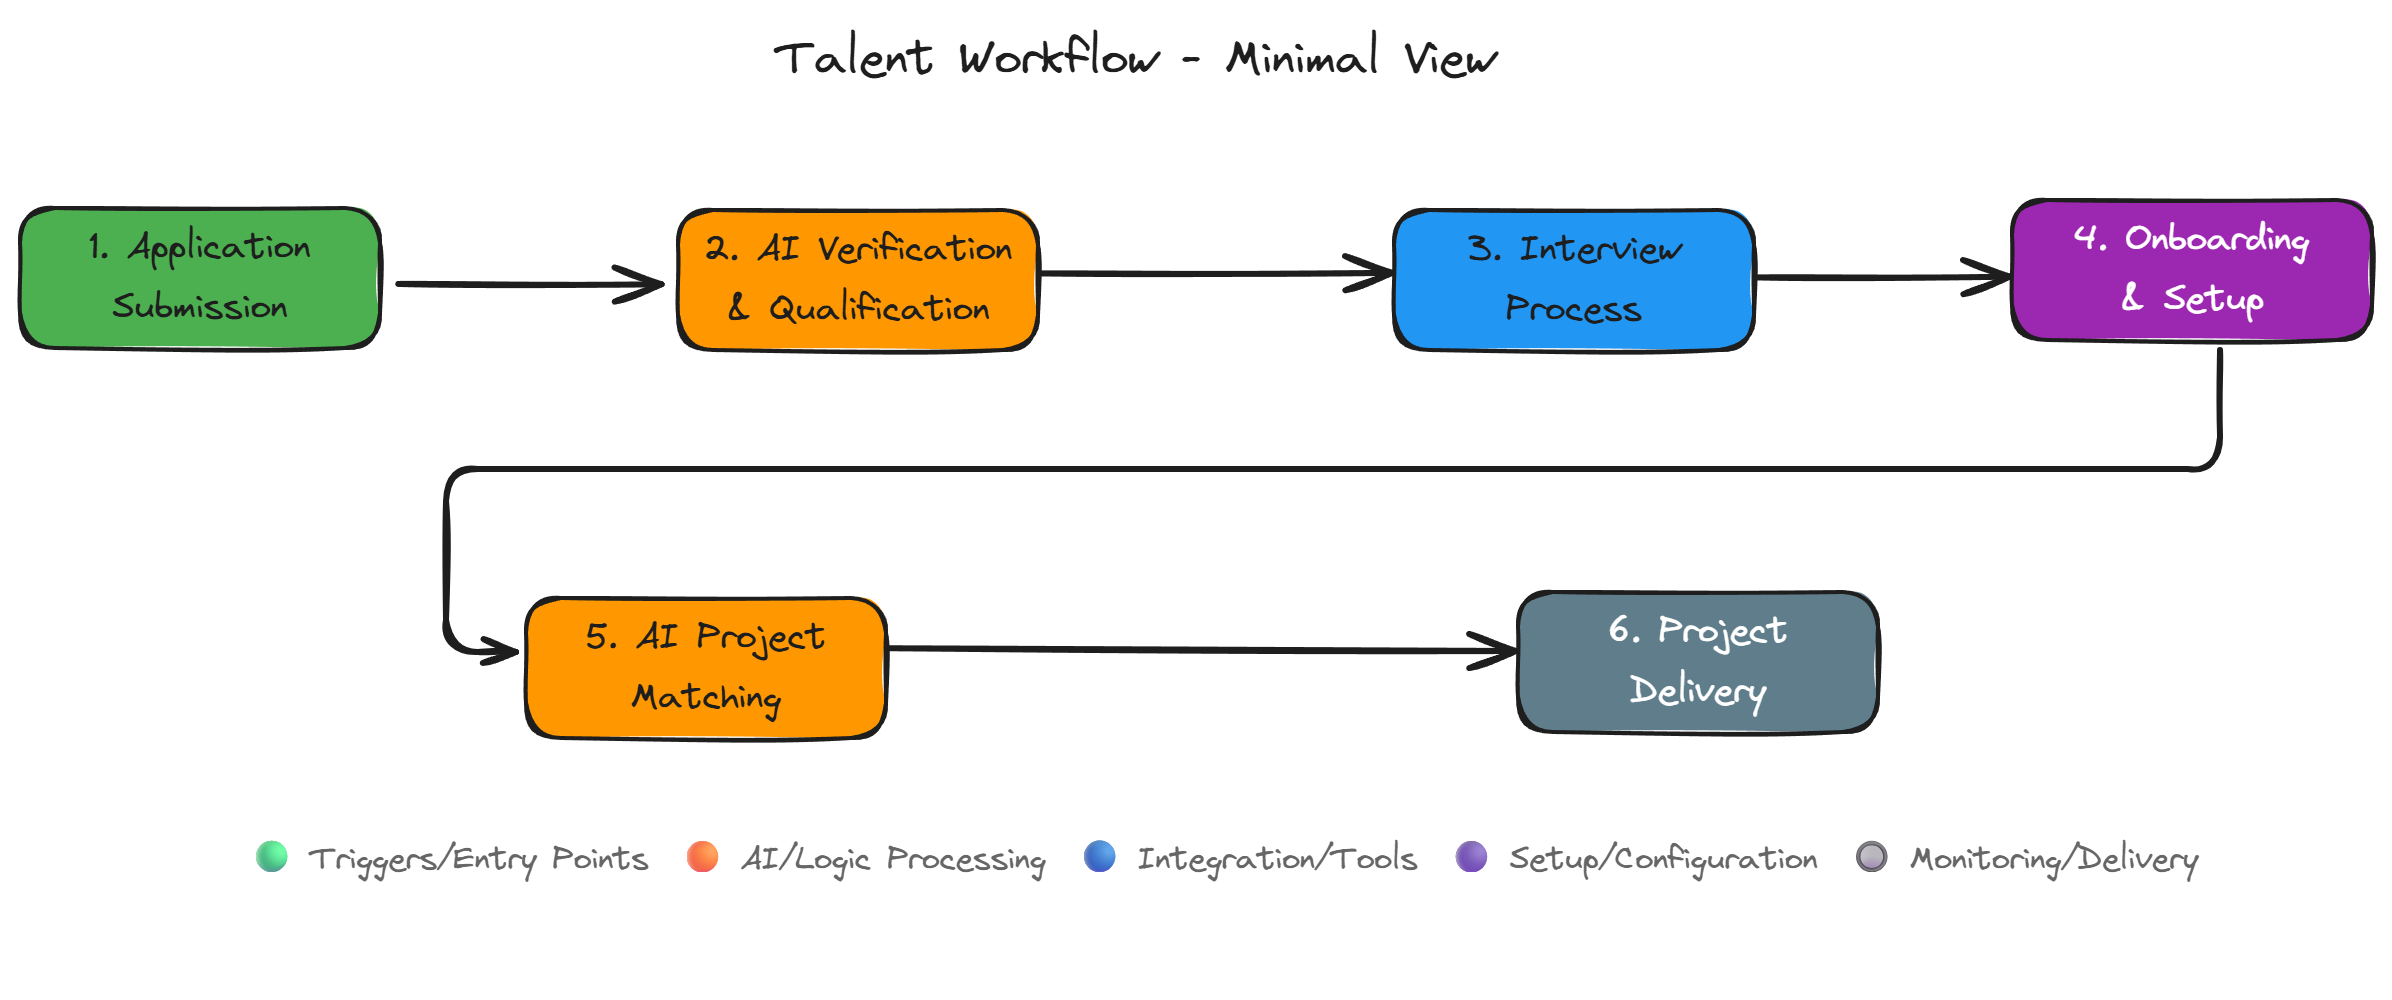 Talent Workflow - Minimal View
1. Application
Submission
2. AI Verification
& Qualification
3. Interview
Process
4. Onboarding
& Setup
5. AI Project
Matching
6. Project
Delivery
Triggers/Entry Points
AI/Logic Processing
Integration/Tools
Setup/Configuration
Monitoring/Delivery